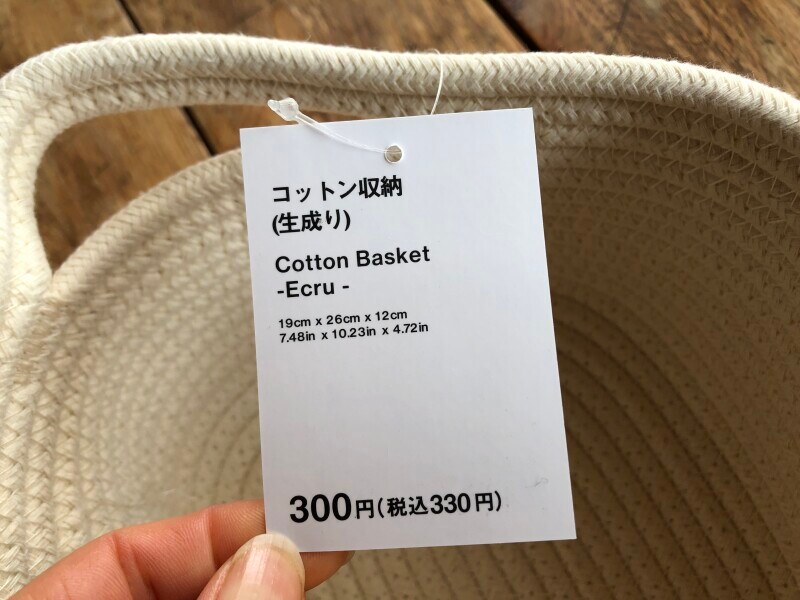 コットン収納
(生成り)
Cotton Basket
-Ecru -
19cm x 26cm x 12cm
7.48in x 10.23in x 4.72in
300円(税込330円)